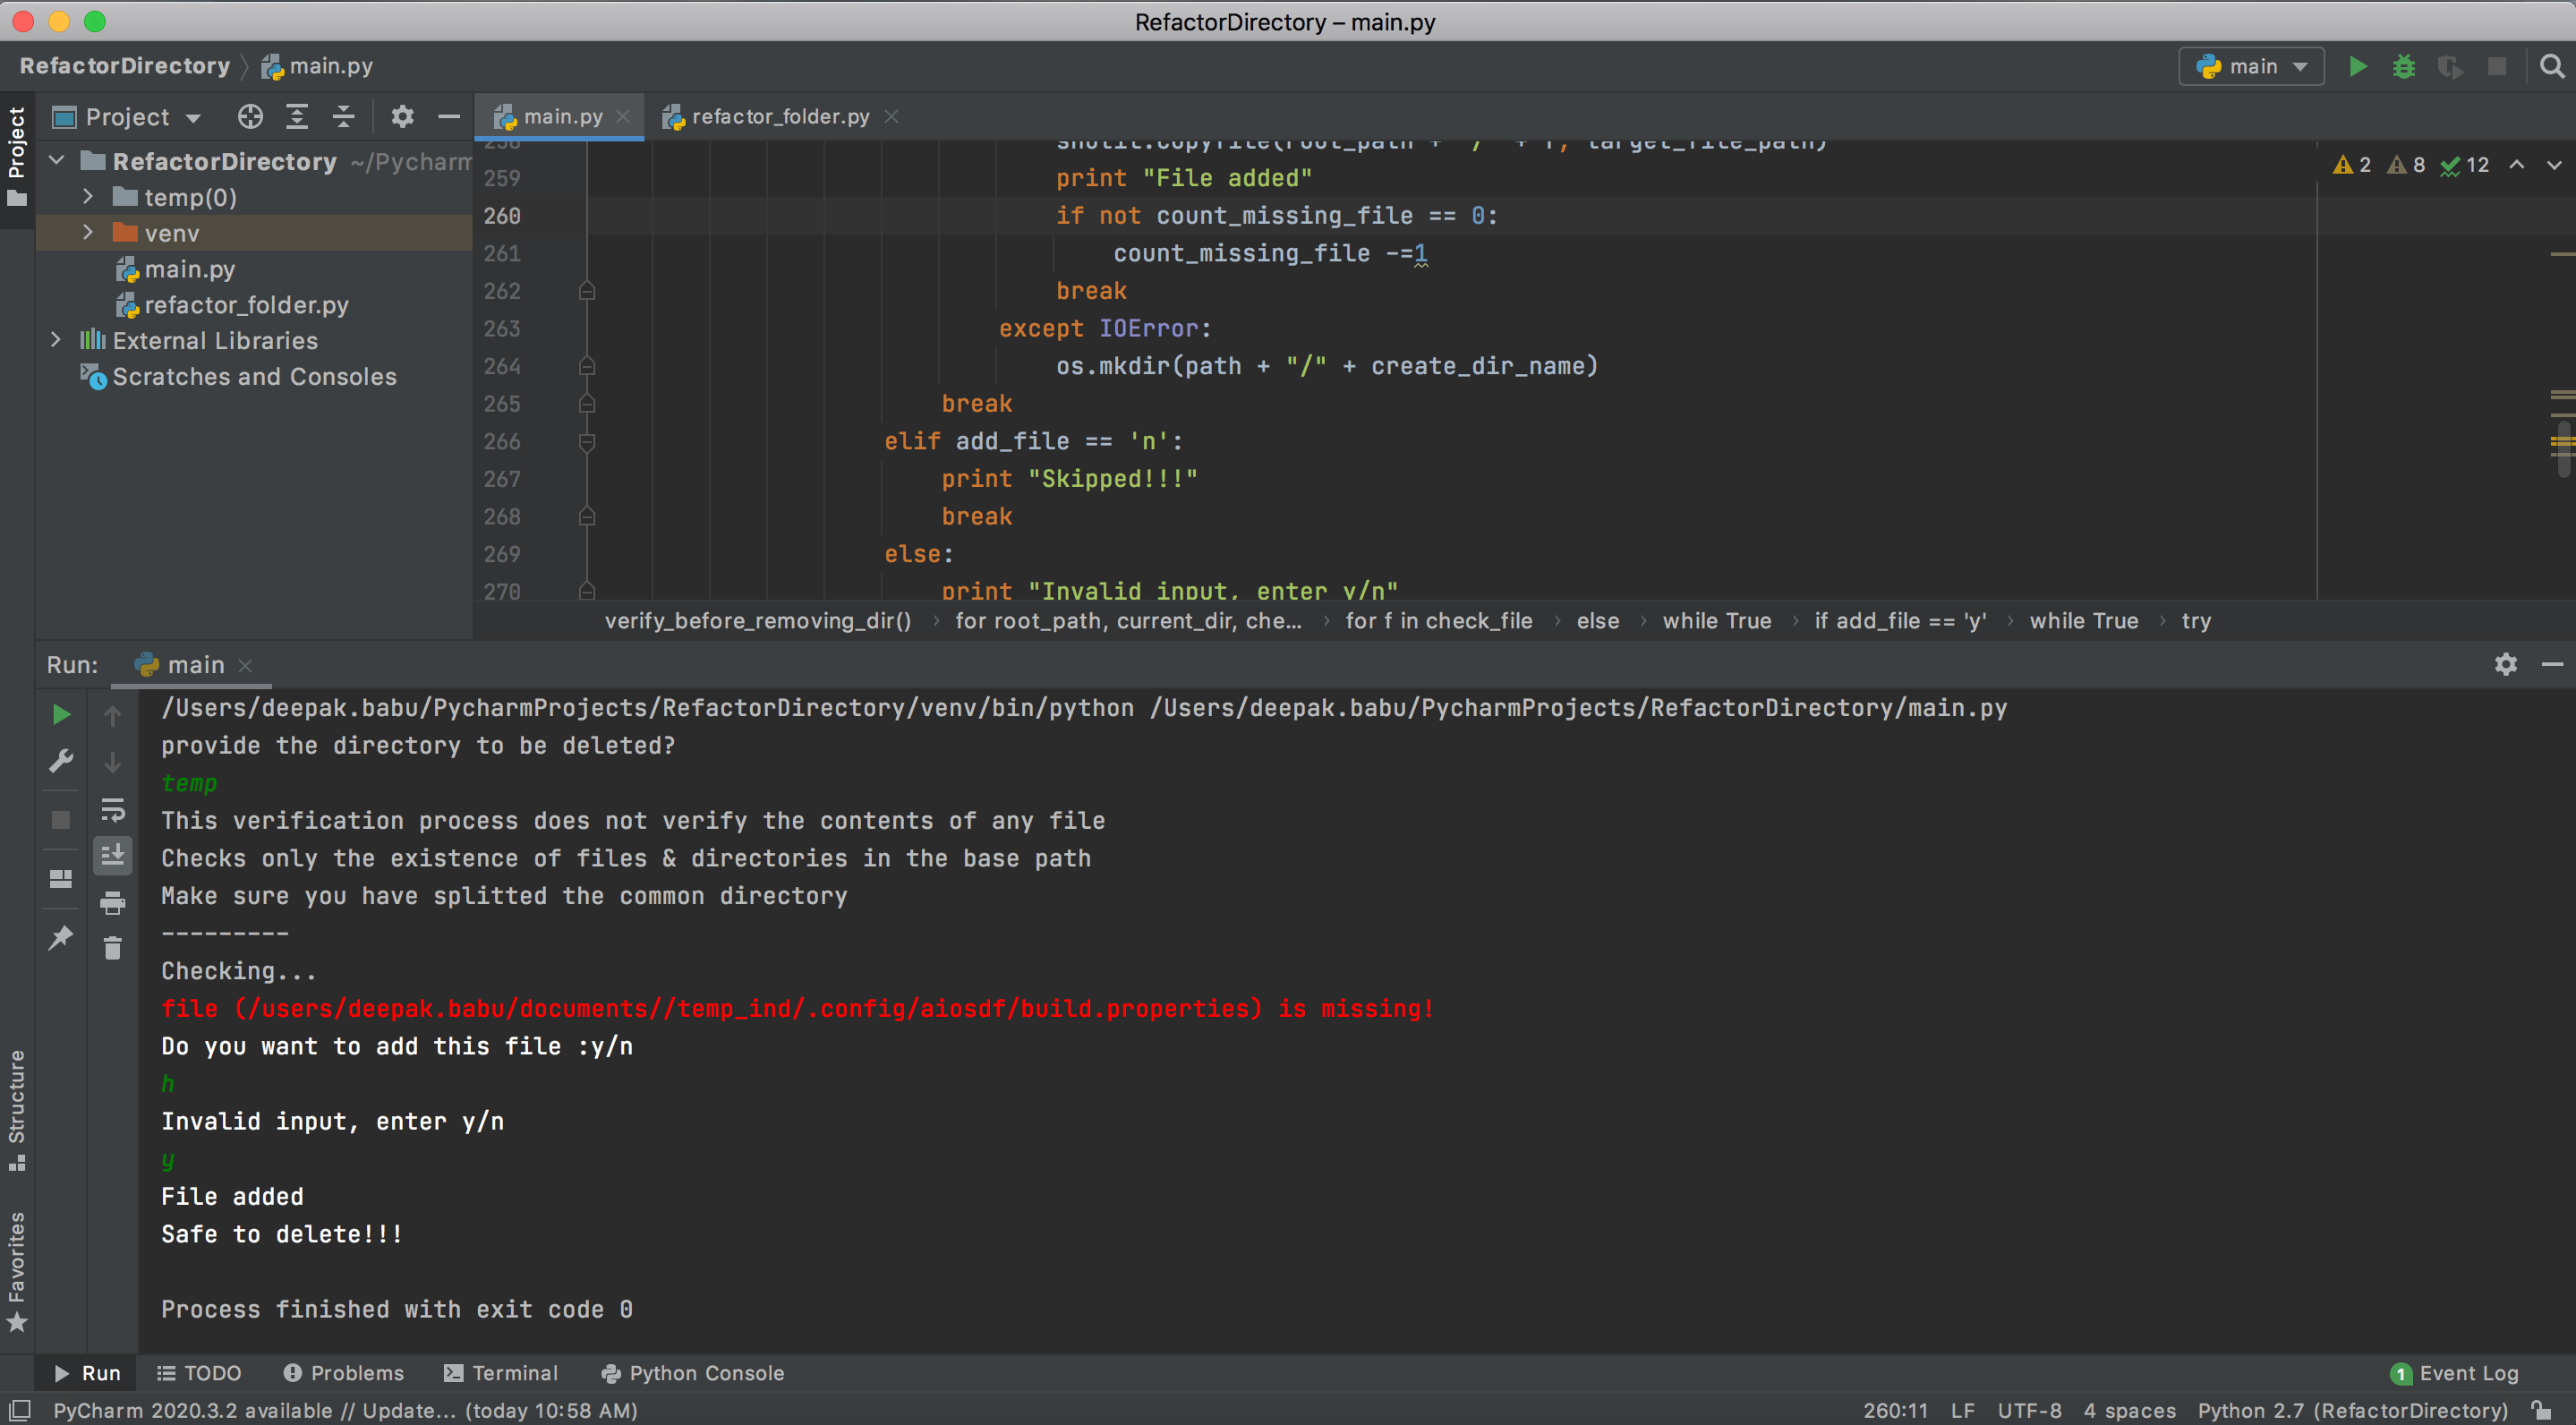 RefactorDirectory – main.py
RefactorDirectory main.py
main
Project
Project
main.py
refactor_folder.py
RefactorDirectory ~/Pycharm
temp(0)
venv
main.py
refactor_folder.py
External Libraries
Scratches and Consoles
2 8 12
258 shutil.copyfile(root_path + "/" + f, target_file_path)
259 print "File added"
260 if not count_missing_file == 0:
261 count_missing_file -=1
262 break
263 except IOError:
264 os.mkdir(path + "/" + create_dir_name)
265 break
266 elif add_file == 'n':
267 print "Skipped!!!"
268 break
269 else:
270 print "Invalid input, enter y/n"
verify_before_removing_dir() › for root_path, current_dir, che... › for f in check_file › else › while True › if add_file == 'y' › while True › try
Run: main
/Users/deepak.babu/PycharmProjects/RefactorDirectory/venv/bin/python /Users/deepak.babu/PycharmProjects/RefactorDirectory/main.py
provide the directory to be deleted?
temp
This verification process does not verify the contents of any file
Checks only the existence of files & directories in the base path
Make sure you have splitted the common directory
---------
Checking...
file (/users/deepak.babu/documents//temp_ind/.config/aiosdf/build.properties) is missing!
Do you want to add this file :y/n
h
Invalid input, enter y/n
y
File added
Safe to delete!!!
Process finished with exit code 0
Structure
Favorites
Run TODO Problems Terminal Python Console 1 Event Log
PyCharm 2020.3.2 available // Update... (today 10:58 AM) 260:11 LF UTF-8 4 spaces Python 2.7 (RefactorDirectory)